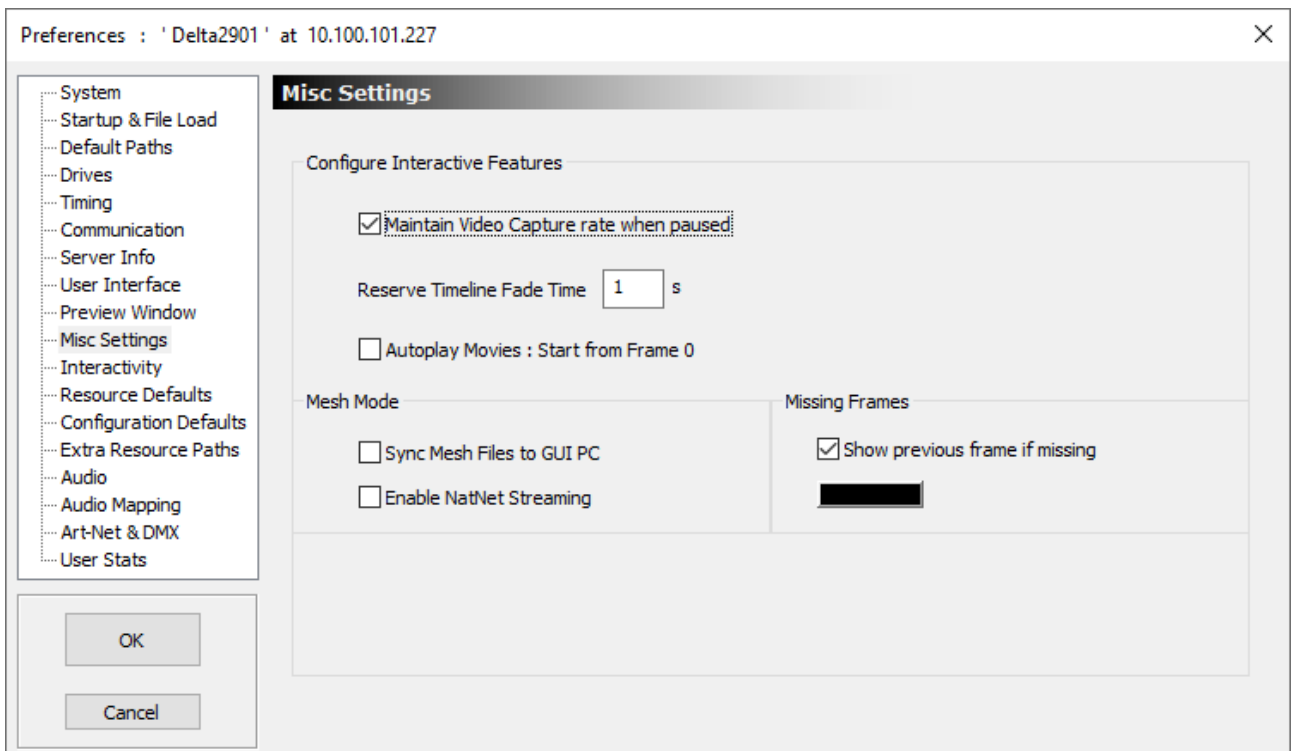 Preferences : 'Delta2901' at 10.100.101.227
System
Startup & File Load
Default Paths
Drives
Timing
Communication
Server Info
User Interface
Preview Window
Misc Settings
Interactivity
Resource Defaults
Configuration Defaults
Extra Resource Paths
Audio
Audio Mapping
Art-Net & DMX
User Stats
OK
Cancel
Misc Settings
Configure Interactive Features
Maintain Video Capture rate when paused
Reserve Timeline Fade Time 1 s
Autoplay Movies : Start from Frame 0
Mesh Mode
Sync Mesh Files to GUI PC
Enable NatNet Streaming
Missing Frames
Show previous frame if missing